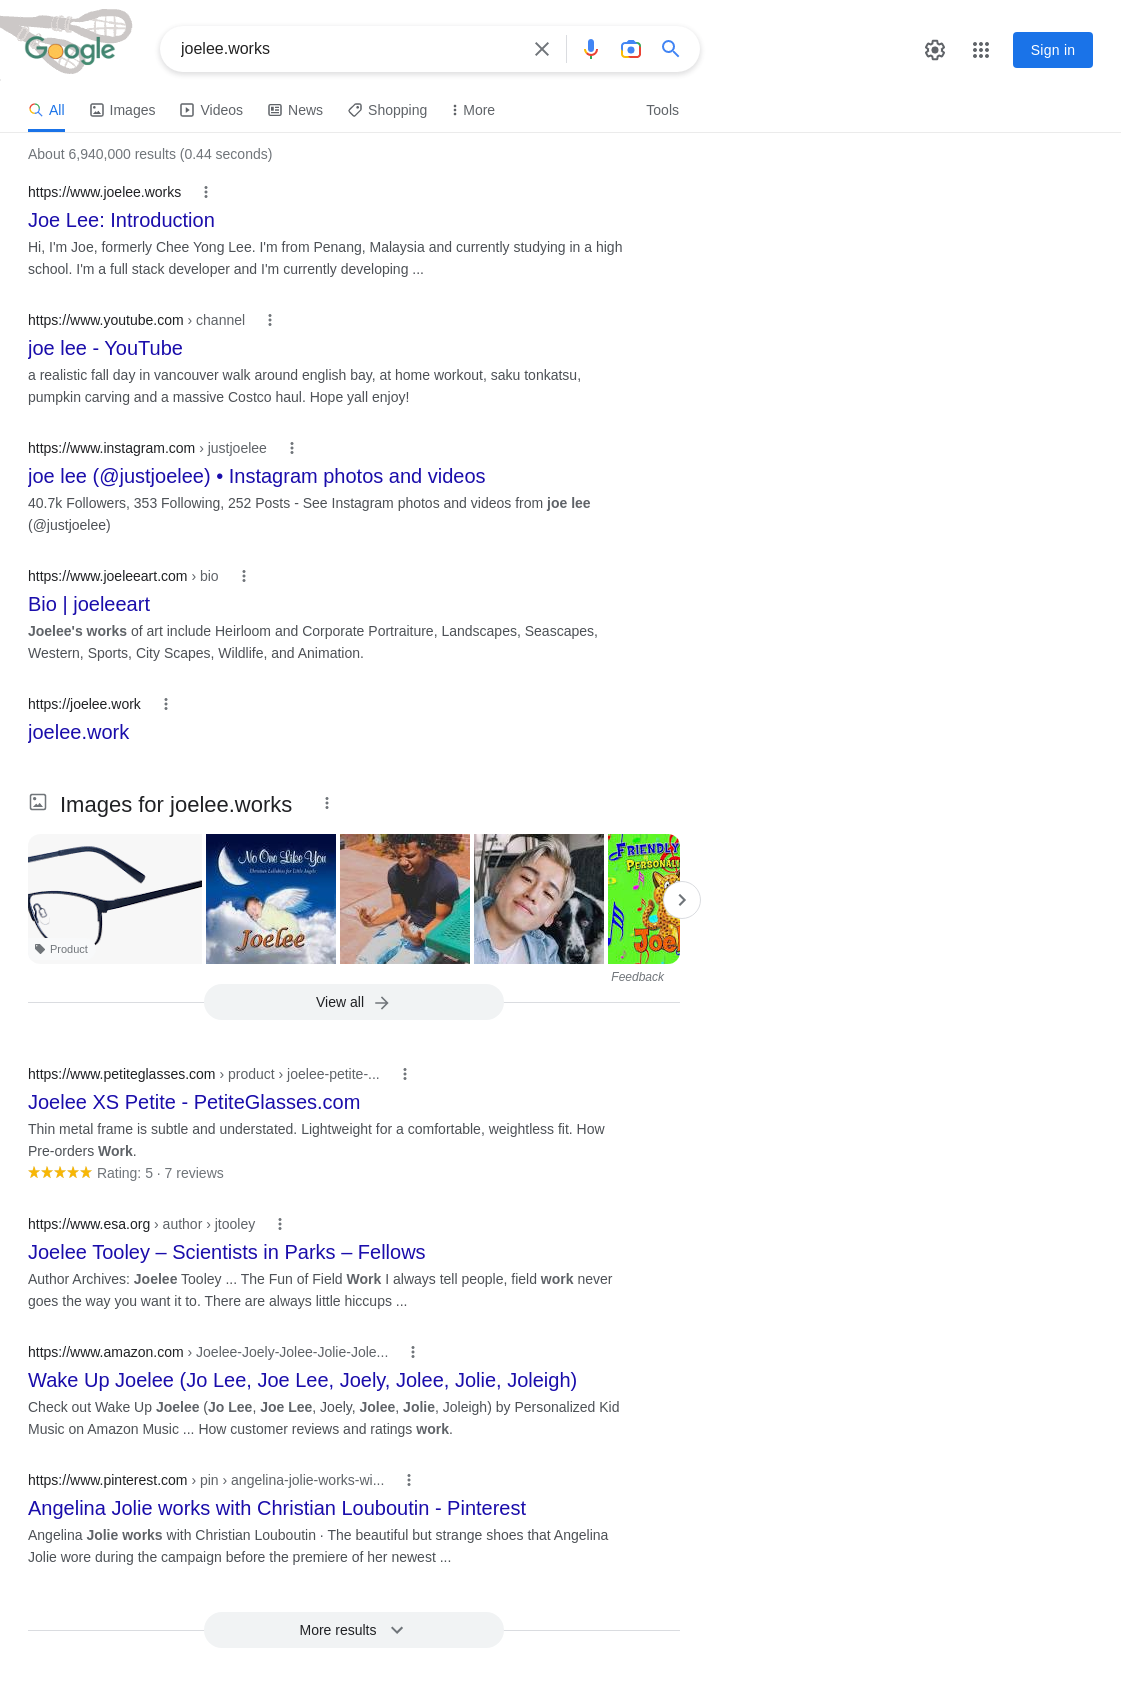 Google
joelee.works
Sign in
All
Images
Videos
News
Shopping
More
Tools
About 6,940,000 results (0.44 seconds)
https://www.joelee.works
Joe Lee: Introduction
Hi, I'm Joe, formerly Chee Yong Lee. I'm from Penang, Malaysia and currently studying in a high
school. I'm a full stack developer and I'm currently developing ...
https://www.youtube.com › channel
joe lee - YouTube
a realistic fall day in vancouver walk around english bay, at home workout, saku tonkatsu,
pumpkin carving and a massive Costco haul. Hope yall enjoy!
https://www.instagram.com › justjoelee
joe lee (@justjoelee) • Instagram photos and videos
40.7k Followers, 353 Following, 252 Posts - See Instagram photos and videos from joe lee
(@justjoelee)
https://www.joeleeart.com › bio
Bio | joeleeart
Joelee's works of art include Heirloom and Corporate Portraiture, Landscapes, Seascapes,
Western, Sports, City Scapes, Wildlife, and Animation.
https://joelee.work
joelee.work
Images for joelee.works
Product
No One Like You
Christian Lullabies for Little Angels
Joelee
FRIENDLY
PERSONALI
Joe
Feedback
View all
https://www.petiteglasses.com › product › joelee-petite-...
Joelee XS Petite - PetiteGlasses.com
Thin metal frame is subtle and understated. Lightweight for a comfortable, weightless fit. How
Pre-orders Work.
Rating: 5 · 7 reviews
https://www.esa.org › author › jtooley
Joelee Tooley – Scientists in Parks – Fellows
Author Archives: Joelee Tooley ... The Fun of Field Work I always tell people, field work never
goes the way you want it to. There are always little hiccups ...
https://www.amazon.com › Joelee-Joely-Jolee-Jolie-Jole...
Wake Up Joelee (Jo Lee, Joe Lee, Joely, Jolee, Jolie, Joleigh)
Check out Wake Up Joelee (Jo Lee, Joe Lee, Joely, Jolee, Jolie, Joleigh) by Personalized Kid
Music on Amazon Music ... How customer reviews and ratings work.
https://www.pinterest.com › pin › angelina-jolie-works-wi...
Angelina Jolie works with Christian Louboutin - Pinterest
Angelina Jolie works with Christian Louboutin · The beautiful but strange shoes that Angelina
Jolie wore during the campaign before the premiere of her newest ...
More results